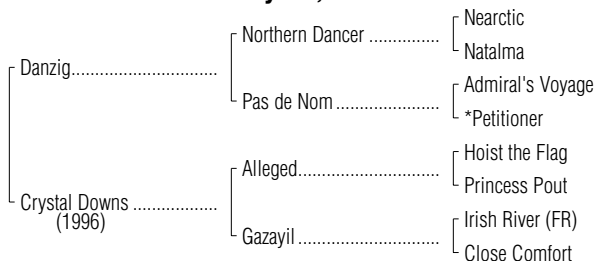 Nearctic
Northern Dancer ................
Natalma
Danzig.................................
Admiral's Voyage
Pas de Nom ........................
*Petitioner
Hoist the Flag
Alleged................................
Princess Pout
Crystal Downs ...................
(1996)
Irish River (FR)
Gazayil ................................
Close Comfort